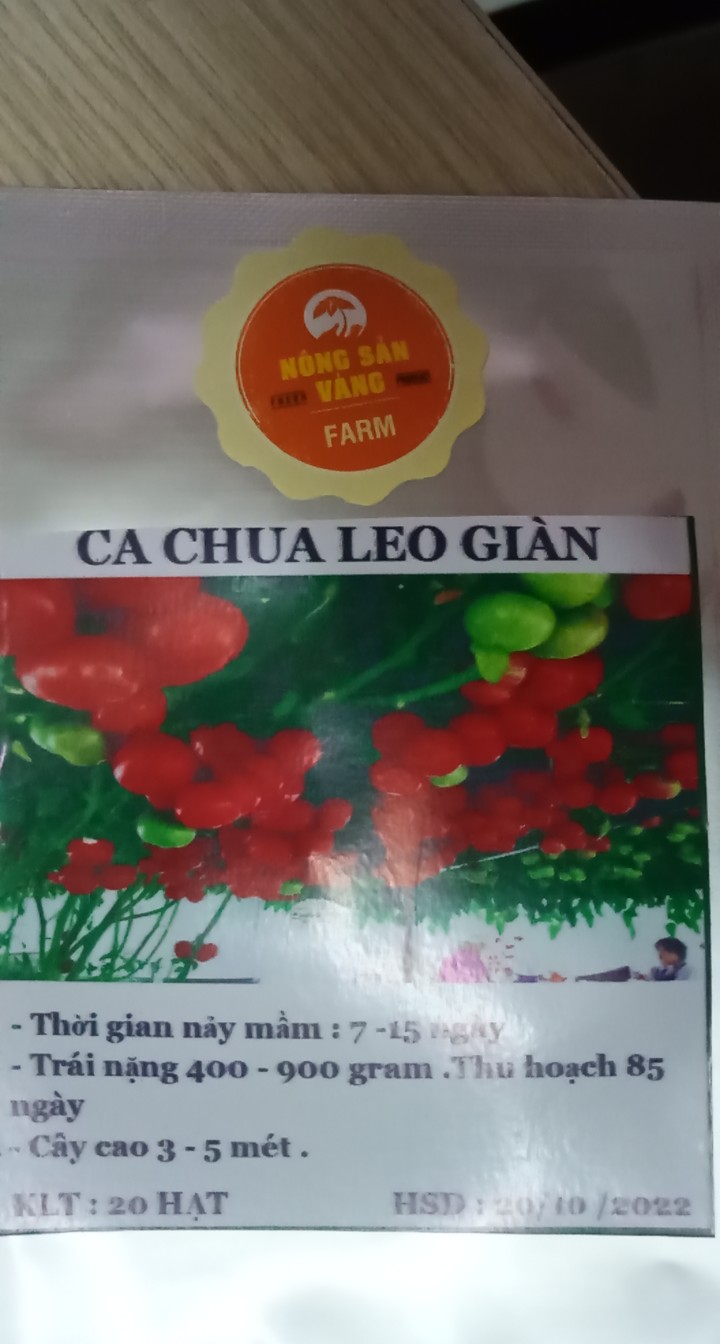 NÔNG SẢN
VÀNG
FARM
CA CHUA LEO GIÀN
- Thời gian nảy mầm : 7 -15 ngày
- Trái nặng 400 - 900 gram .Thu hoạch 85
ngày
- Cây cao 3 - 5 mét .
KLT : 20 HẠT HSD : 20/10 /2022